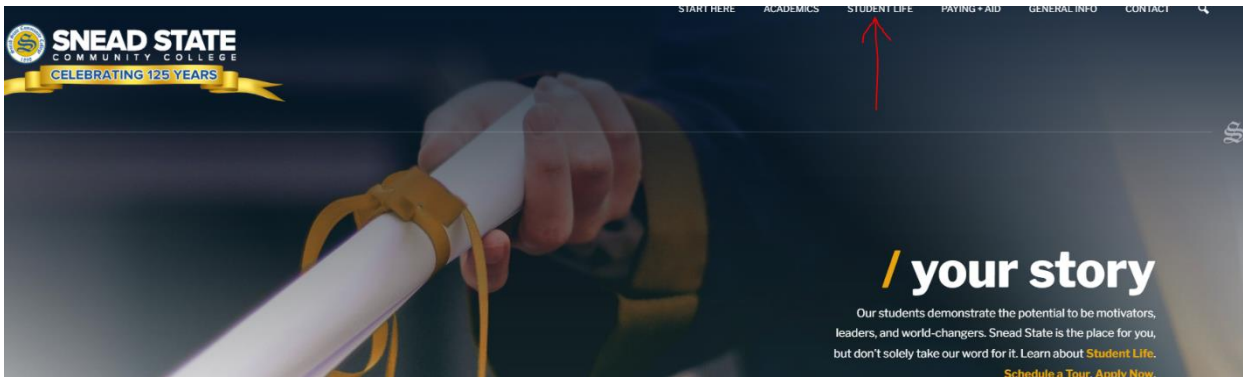 START HERE ACADEMICS STUDENT LIFE PAYING + AID GENERAL INFO CONTACT
SNEAD STATE
COMMUNITY COLLEGE
CELEBRATING 125 YEARS
/ your story
Our students demonstrate the potential to be motivators,
leaders, and world-changers. Snead State is the place for you,
but don't solely take our word for it. Learn about Student Life.
Schedule a Tour. Apply Now.